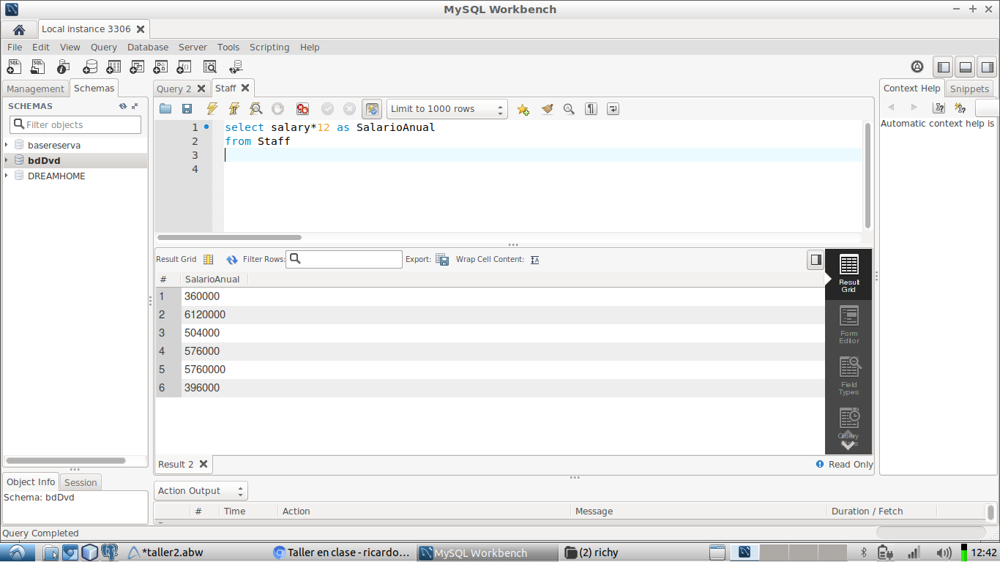 MySQL Workbench
Local instance 3306
File Edit View Query Database Server Tools Scripting Help
Management Schemas
Query 2 Staff
Context Help Snippets
SCHEMAS
Filter objects
basereserva
bdDvd
DREAMHOME
Limit to 1000 rows
1 select salary*12 as SalarioAnual
2 from Staff
3
4
Automatic context help is
Result Grid Filter Rows: Export: Wrap Cell Content:
# SalarioAnual
1 360000
2 6120000
3 504000
4 576000
5 5760000
6 396000
Result Grid
Form Editor
Field Types
Query
Result 2
Read Only
Object Info Session
Schema: bdDvd
Action Output
# Time Action Message Duration / Fetch
Query Completed
*taller2.abw
Taller en clase - ricardo...
MySQL Workbench
(2) richy
12:42